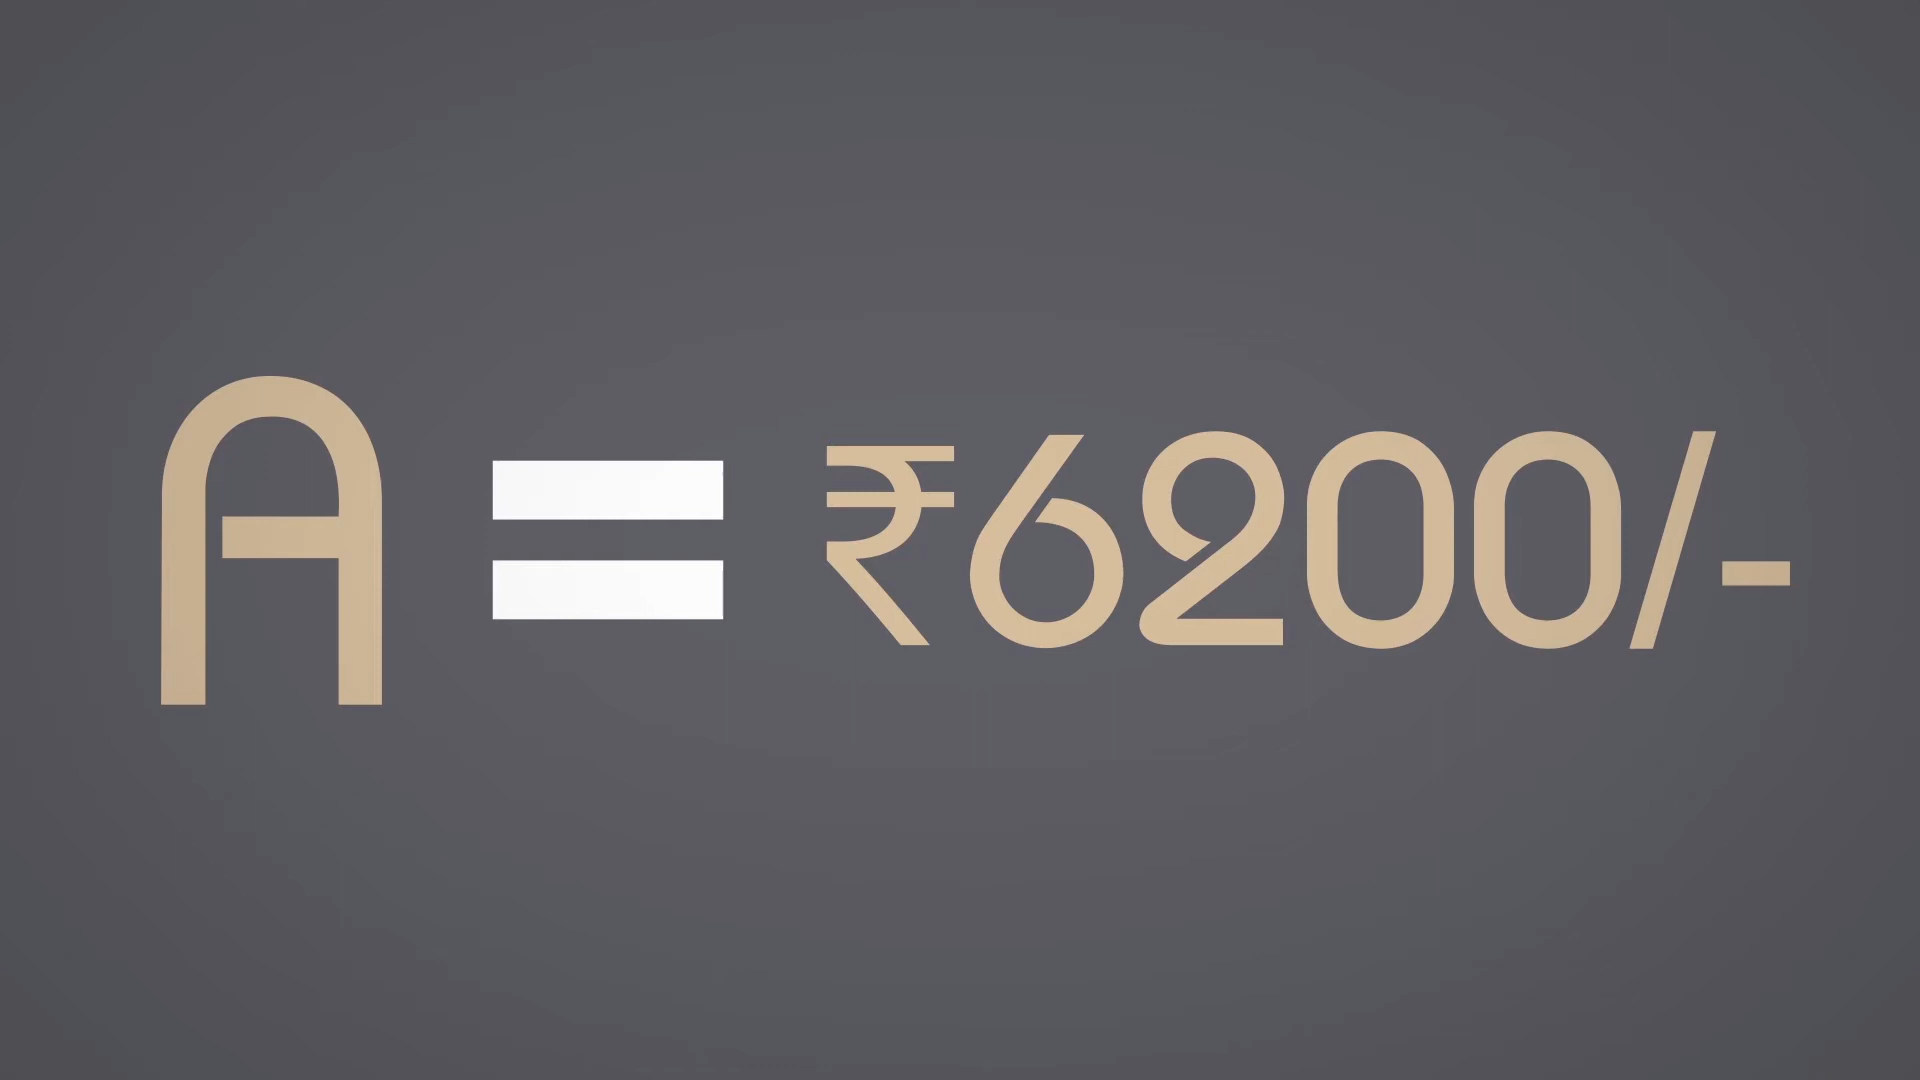 A = ₹6200/-